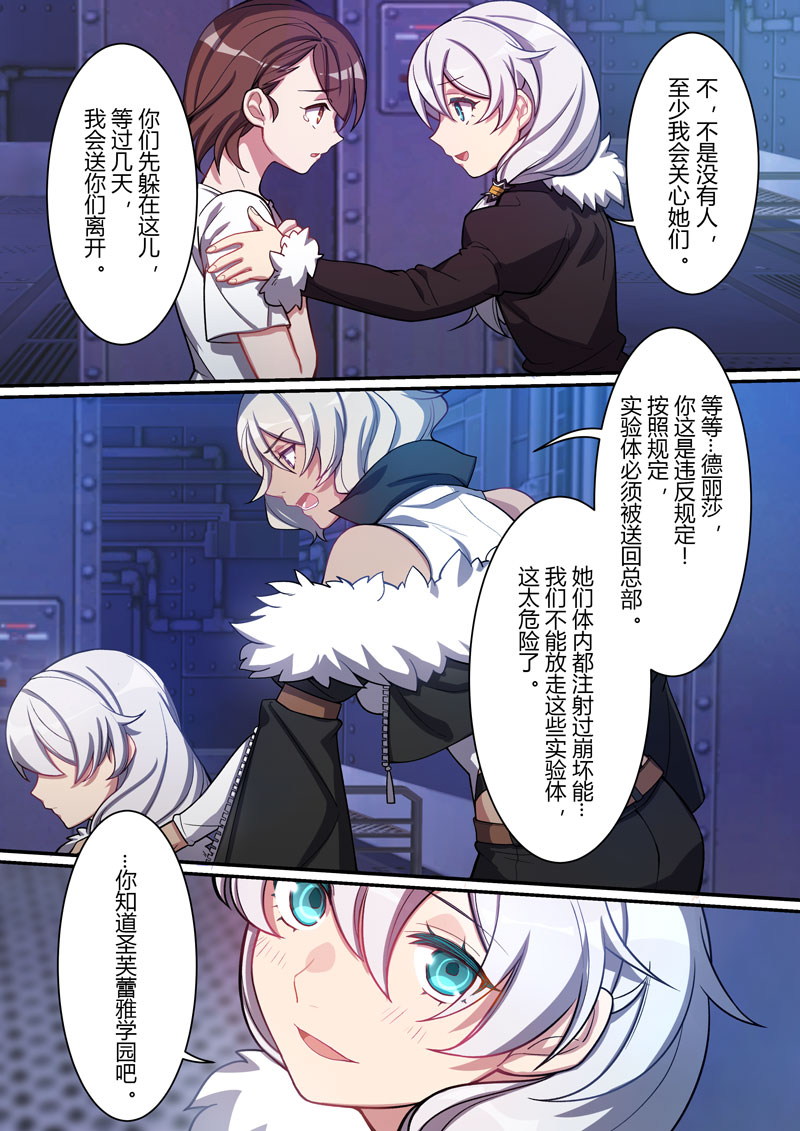 不，不是没有人，
至少我会关心她们。
你们先躲在这儿，
等过几天，
我会送你们离开。
等等…德丽莎，
你这是违反规定！
按照规定，
实验体必须被送回总部。
她们体内都注射过崩坏能…
我们不能放走这些实验体，
这太危险了。
…你知道圣芙蕾雅学园吧。